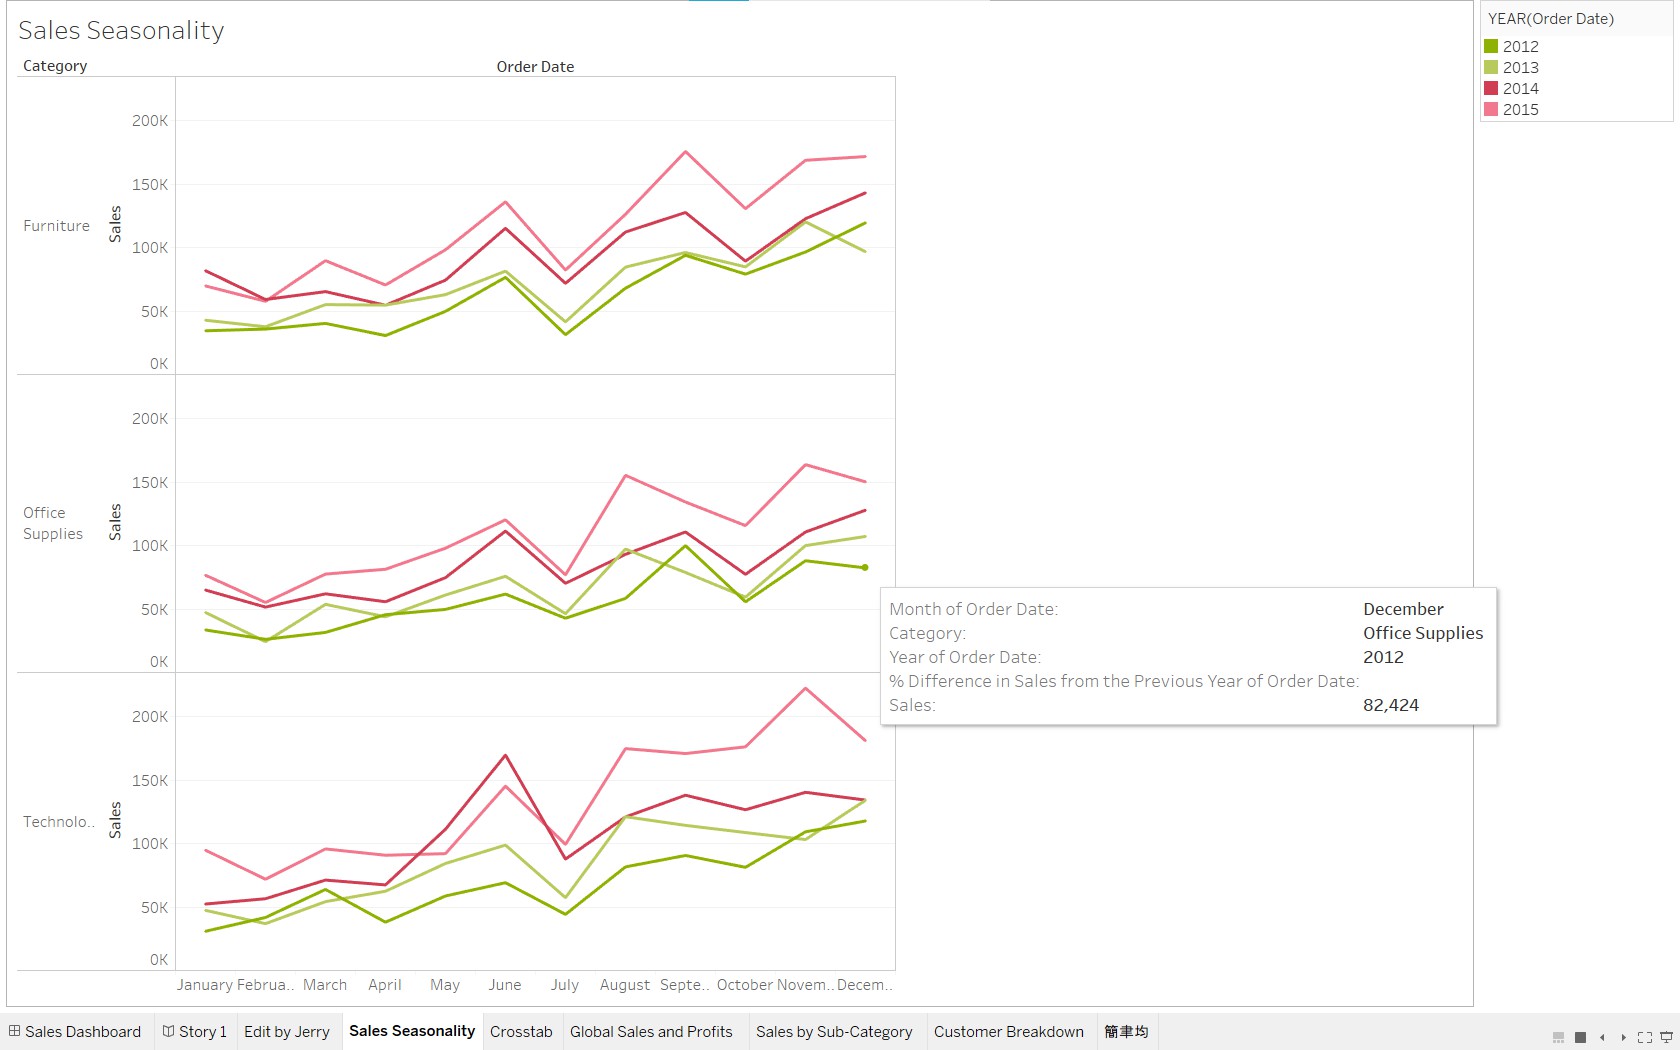 Sales Seasonality
Category
Order Date
Furniture
Sales
200K
150K
100K
50K
0K
Office
Supplies
Sales
200K
150K
100K
50K
0K
Technolo..
Sales
200K
150K
100K
50K
0K
January Februa.. March April May June July August Septe.. October Novem.. Decem..
YEAR(Order Date)
2012
2013
2014
2015
Month of Order Date: December
Category: Office Supplies
Year of Order Date: 2012
% Difference in Sales from the Previous Year of Order Date:
Sales: 82,424
Sales Dashboard Story 1 Edit by Jerry Sales Seasonality Crosstab Global Sales and Profits Sales by Sub-Category Customer Breakdown 簡聿均